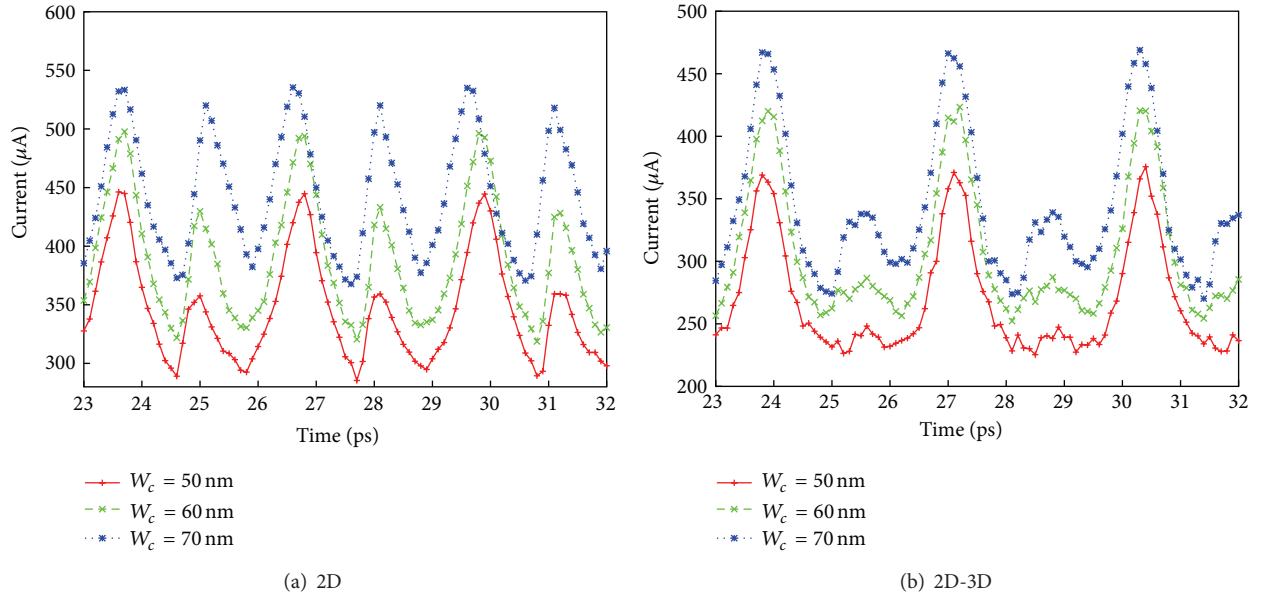 600
550
500
450
400
350
300
Current (μA)
23 24 25 26 27 28 29 30 31 32
Time (ps)
W_c = 50 nm
W_c = 60 nm
W_c = 70 nm
(a) 2D
500
450
400
350
300
250
200
Current (μA)
23 24 25 26 27 28 29 30 31 32
Time (ps)
W_c = 50 nm
W_c = 60 nm
W_c = 70 nm
(b) 2D-3D